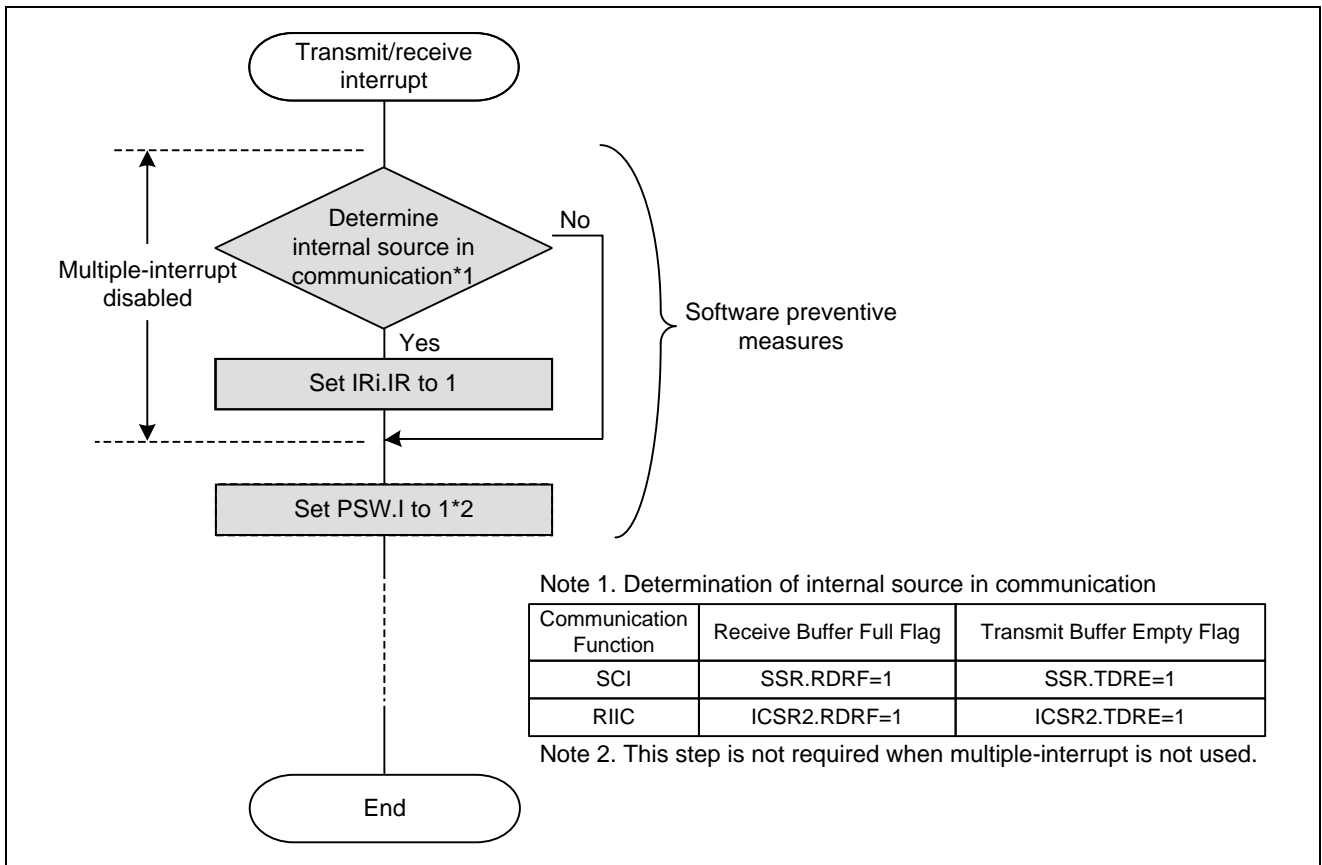 Transmit/receive
interrupt
Determine
internal source in
communication*1
No
Multiple-interrupt
disabled
Software preventive
measures
Yes
Set IRi.IR to 1
Set PSW.I to 1*2
Note 1. Determination of internal source in communication
Communication
Function
Receive Buffer Full Flag
Transmit Buffer Empty Flag
SCI
SSR.RDRF=1
SSR.TDRE=1
RIIC
ICSR2.RDRF=1
ICSR2.TDRE=1
Note 2. This step is not required when multiple-interrupt is not used.
End